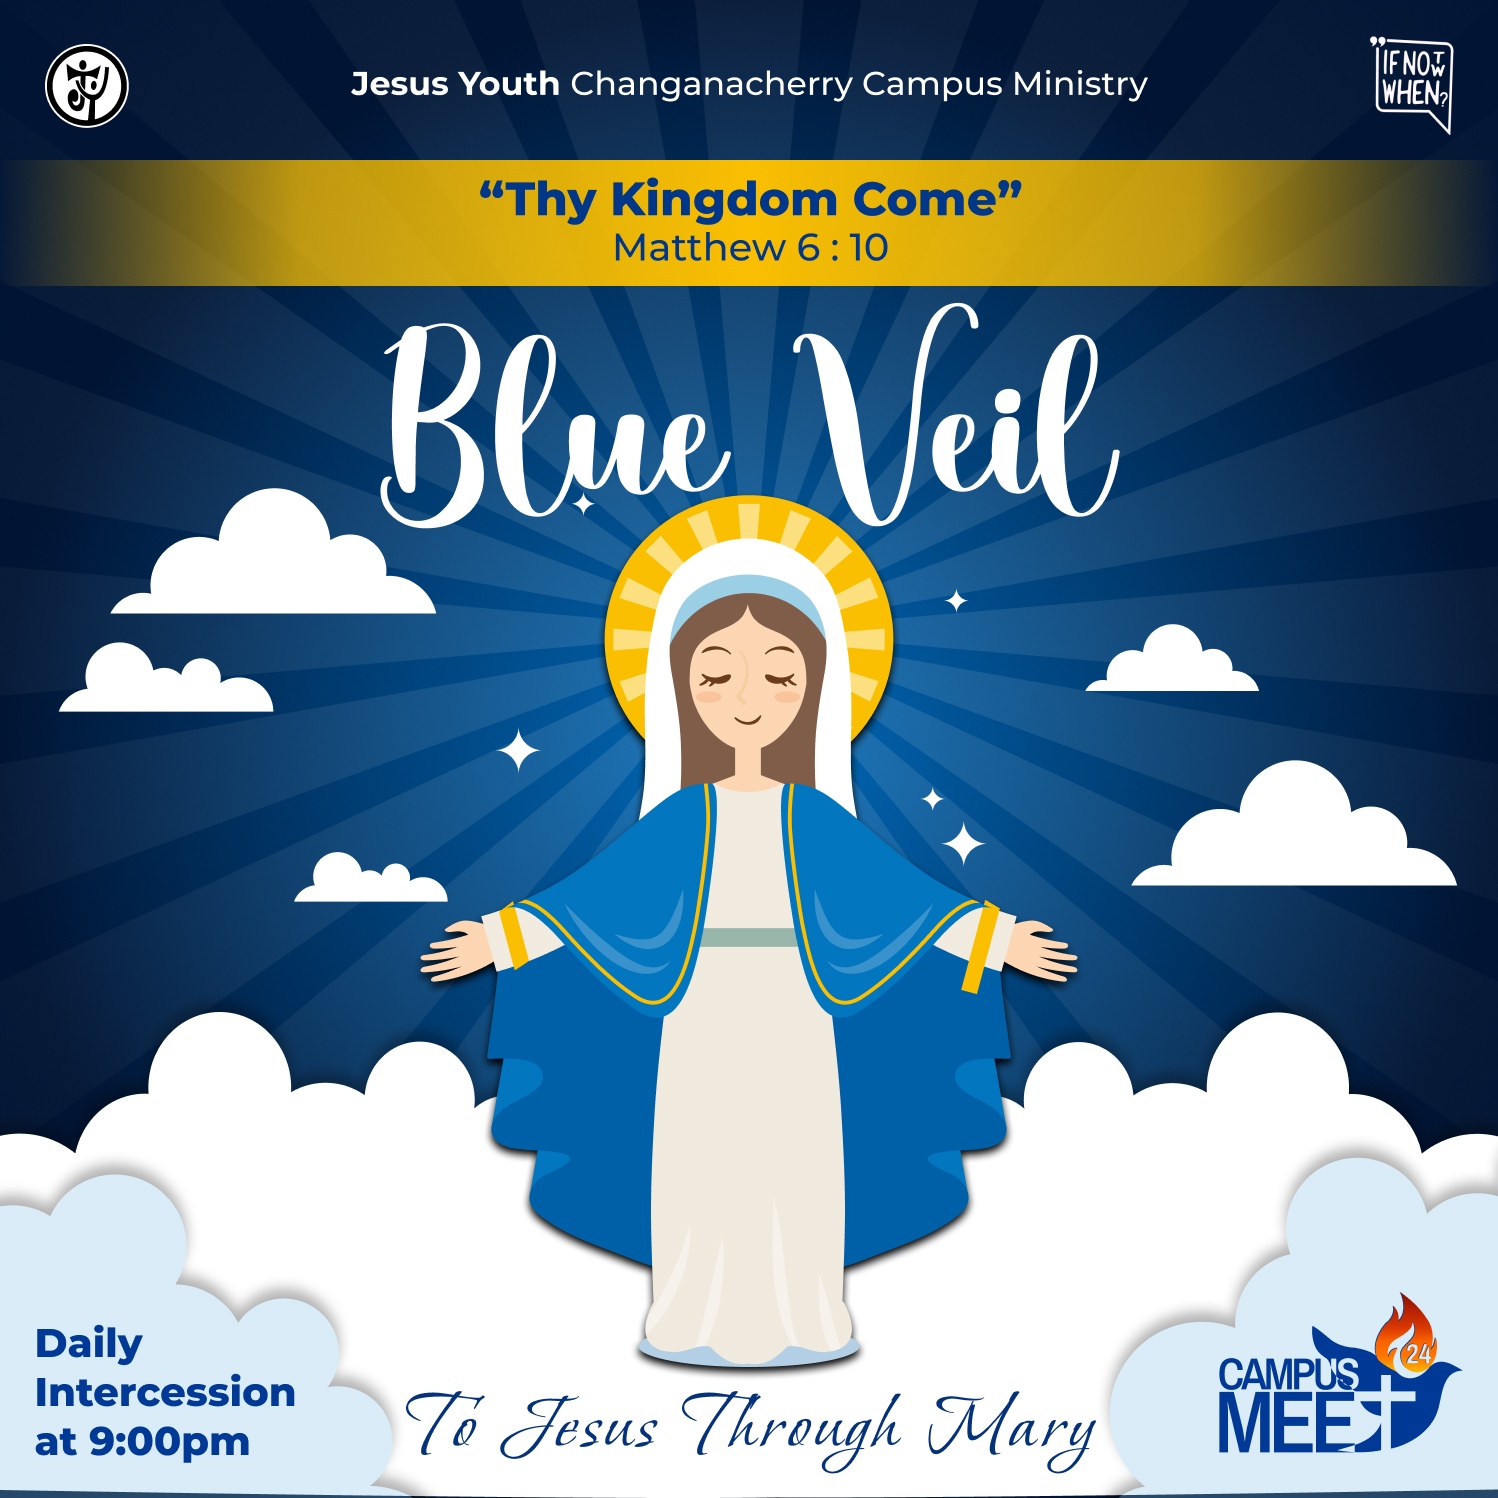 Jesus Youth Changanacherry Campus Ministry
IF NOT NOW
WHEN?
“Thy Kingdom Come”
Matthew 6 : 10
Blue Veil
Daily
Intercession
at 9:00pm
To Jesus Through Mary
24
CAMPUS
MEET